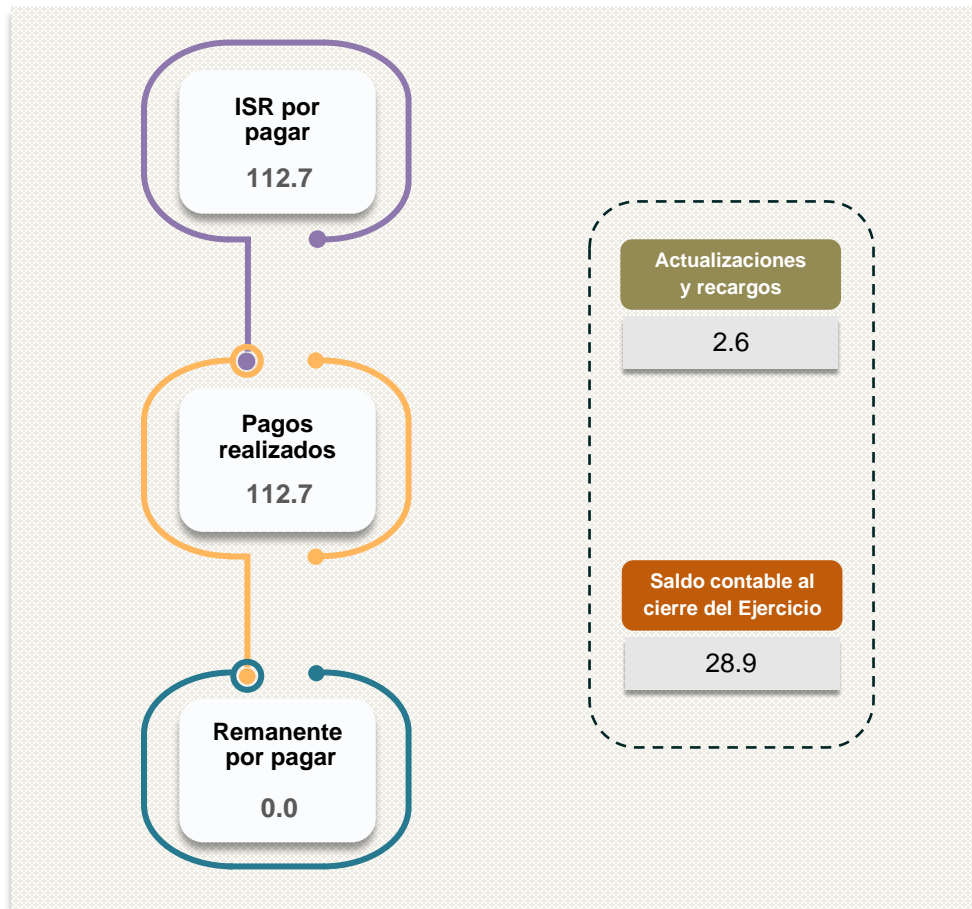 ISR por
pagar
112.7
Actualizaciones
y recargos
2.6
Pagos
realizados
112.7
Saldo contable al
cierre del Ejercicio
28.9
Remanente
por pagar
0.0